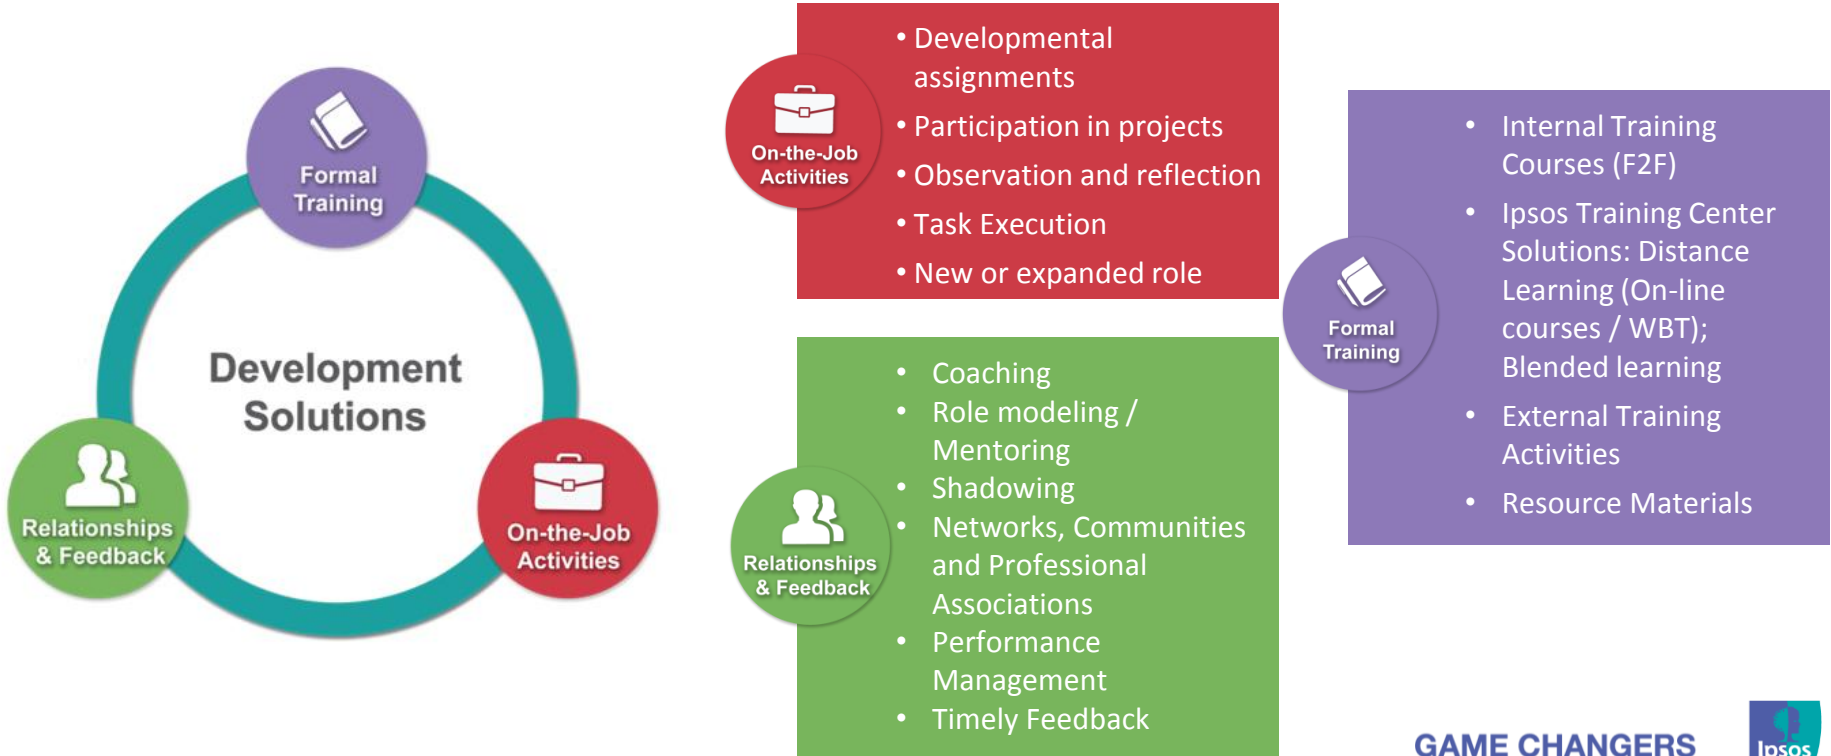 Formal
Training
Development
Solutions
Relationships
& Feedback
On-the-Job
Activities
On-the-Job
Activities
• Developmental
assignments
• Participation in projects
• Observation and reflection
• Task Execution
• New or expanded role
Relationships
& Feedback
• Coaching
• Role modeling /
Mentoring
• Shadowing
• Networks, Communities
and Professional
Associations
• Performance
Management
• Timely Feedback
Formal
Training
• Internal Training
Courses (F2F)
• Ipsos Training Center
Solutions: Distance
Learning (On-line
courses / WBT);
Blended learning
• External Training
Activities
• Resource Materials
GAME CHANGERS
Ipsos